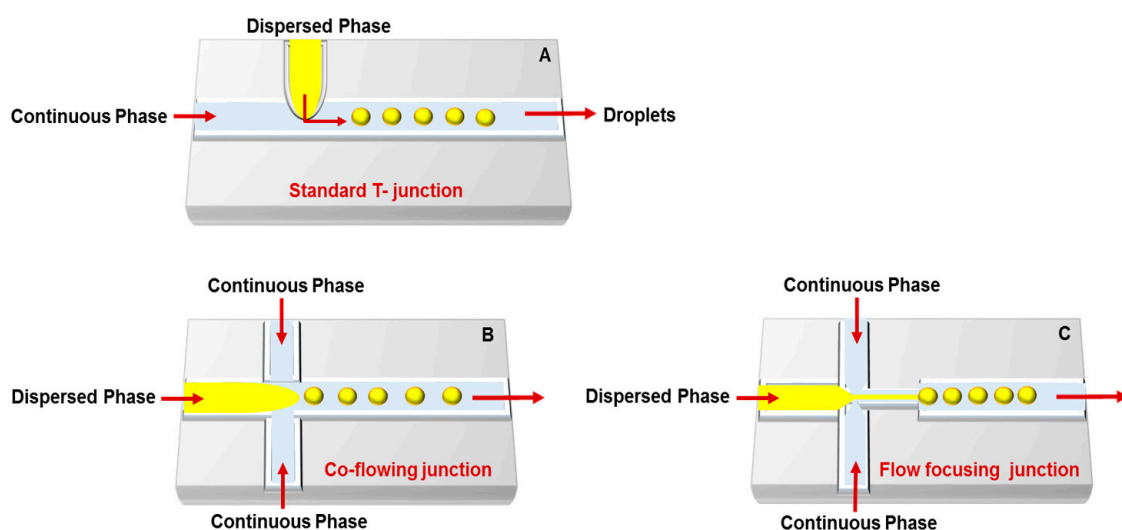 Dispersed Phase
A
Continuous Phase
Droplets
Standard T- junction
Continuous Phase
B
Dispersed Phase
Co-flowing junction
Continuous Phase
Continuous Phase
C
Dispersed Phase
Flow focusing junction
Continuous Phase